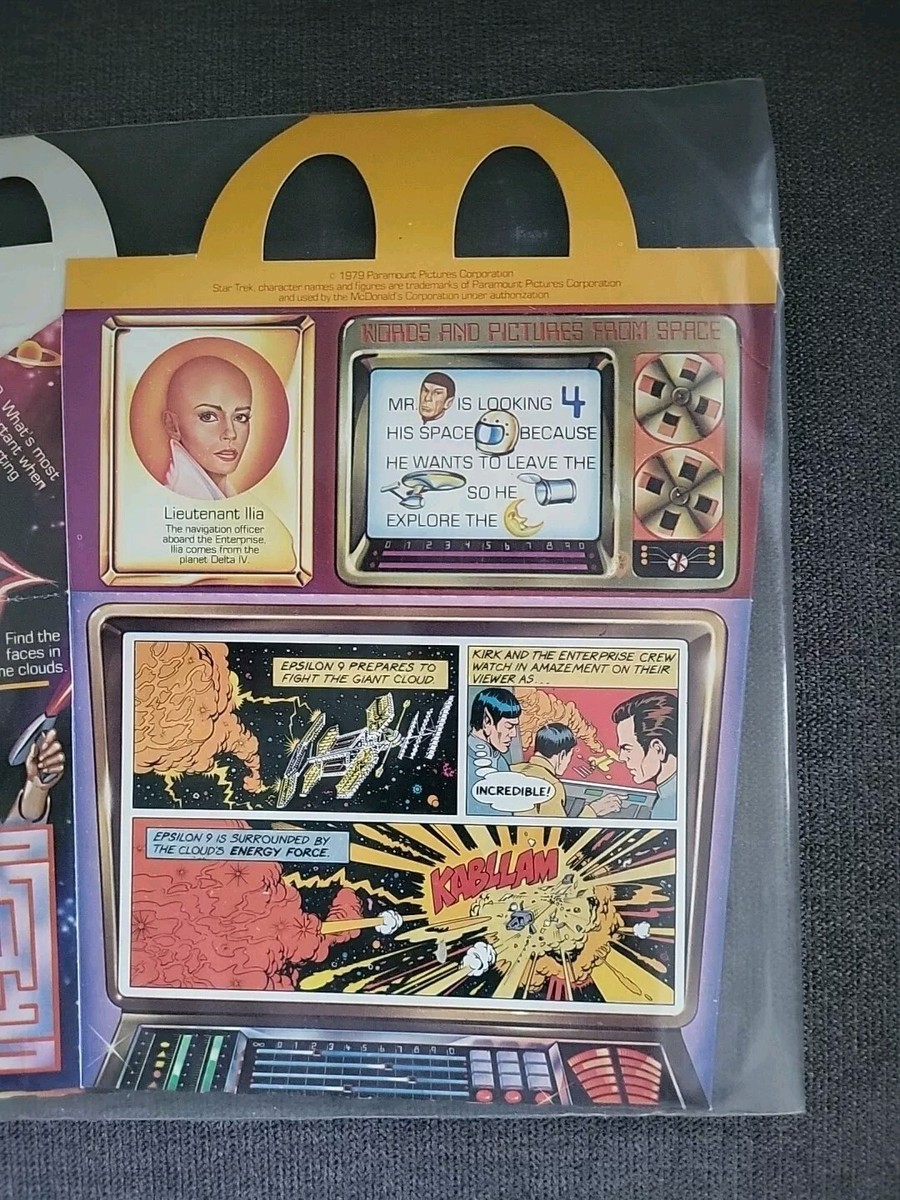 © 1979 Paramount Pictures Corporation
Star Trek, character names and figures are trademarks of Paramount Pictures Corporation
and used by the McDonald's Corporation under authorization.
WORDS AND PICTURES FROM SPACE
MR. IS LOOKING 4
HIS SPACE BECAUSE
HE WANTS TO LEAVE THE
SO HE
EXPLORE THE
0 1 2 3 4 5 6 7 8 9 0
Lieutenant Ilia
The navigation officer
aboard the Enterprise.
Ilia comes from the
planet Delta IV.
What's most
tant when
ting
Find the
faces in
he clouds.
EPSILON 9 PREPARES TO
FIGHT THE GIANT CLOUD.
KIRK AND THE ENTERPRISE CREW
WATCH IN AMAZEMENT ON THEIR
VIEWER AS...
INCREDIBLE!
EPSILON 9 IS SURROUNDED BY
THE CLOUD'S ENERGY FORCE.
KABLLAM
∞ 0 1 2 3 4 5 6 7 8 9 0